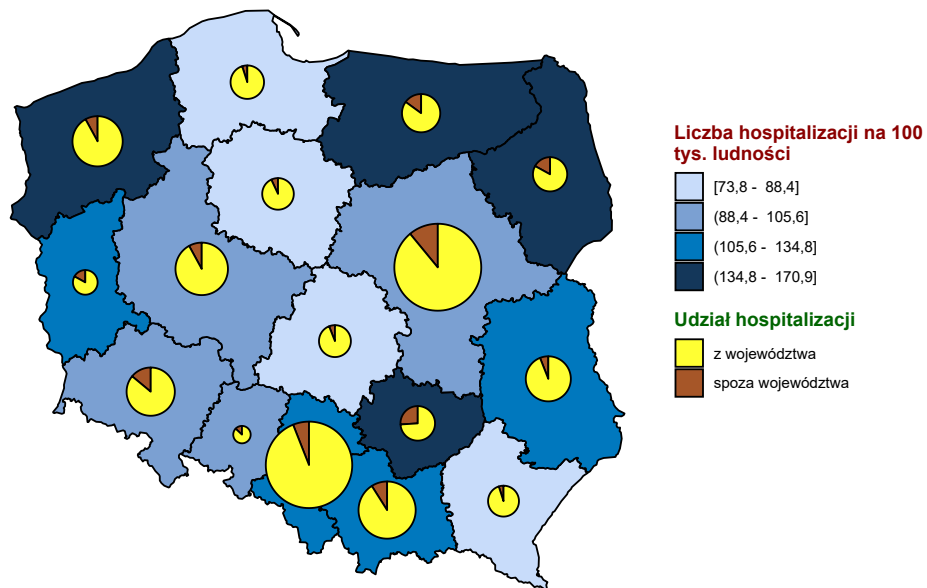 Liczba hospitalizacji na 100
tys. ludności
[73,8 - 88,4]
(88,4 - 105,6]
(105,6 - 134,8]
(134,8 - 170,9]
Udział hospitalizacji
z województwa
spoza województwa